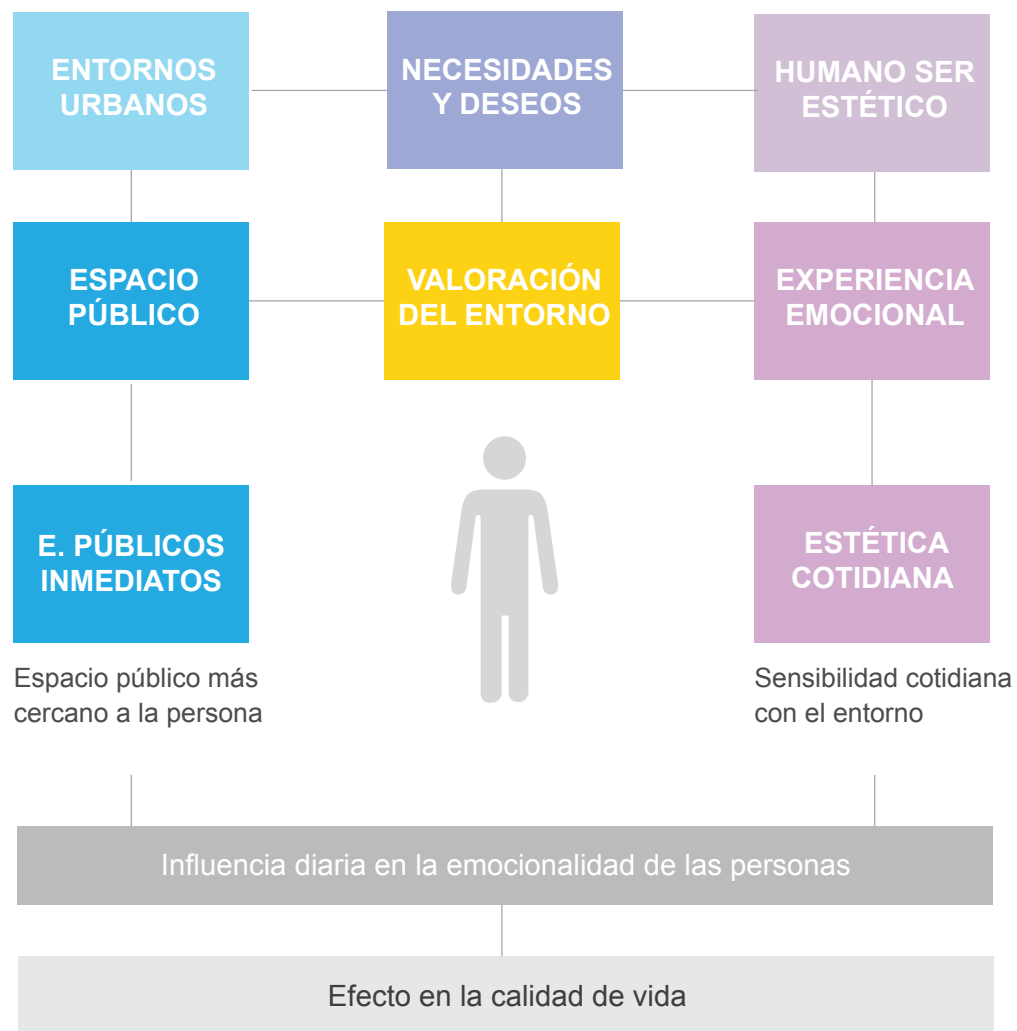 ENTORNOS
URBANOS
NECESIDADES
Y DESEOS
HUMANO SER
ESTÉTICO
ESPACIO
PÚBLICO
VALORACIÓN
DEL ENTORNO
EXPERIENCIA
EMOCIONAL
E. PÚBLICOS
INMEDIATOS
ESTÉTICA
COTIDIANA
Espacio público más
cercano a la persona
Sensibilidad cotidiana
con el entorno
Influencia diaria en la emocionalidad de las personas
Efecto en la calidad de vida